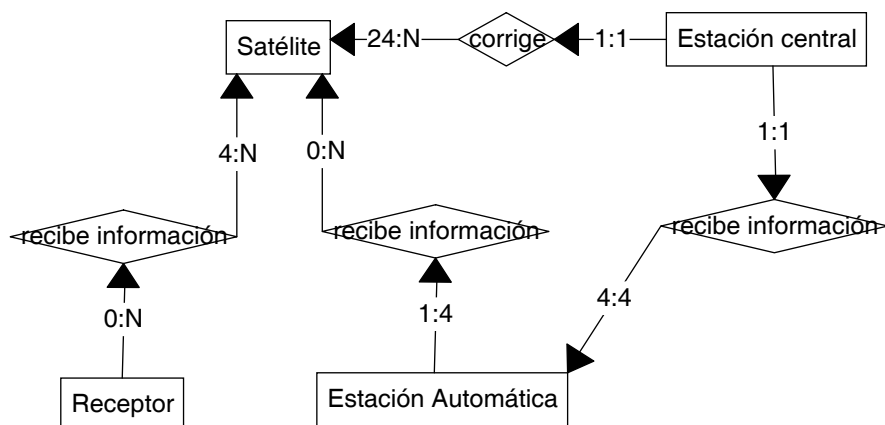 Satélite
24:N
corrige
1:1
Estación central
4:N
0:N
1:1
recibe información
recibe información
recibe información
0:N
1:4
4:4
Receptor
Estación Automática